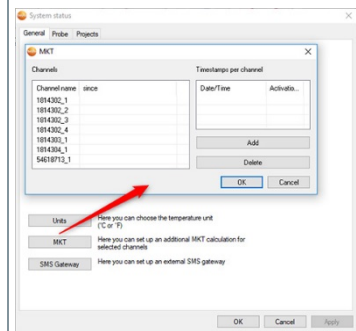 System status
General Probe Projects
MKT
Channels
Timestamps per channel
Channel name since
Date/Time Activatio...
1814302_1
1814302_2
1814302_3
1814302_4
1814303_1
1814304_1
54618713_1
Add
Delete
OK Cancel
Units
Here you can choose the temperature unit
(°C or °F)
MKT
Here you can set up an additional MKT calculation for
selected channels
SMS Gateway
Here you can set up an external SMS gateway
OK Cancel Apply